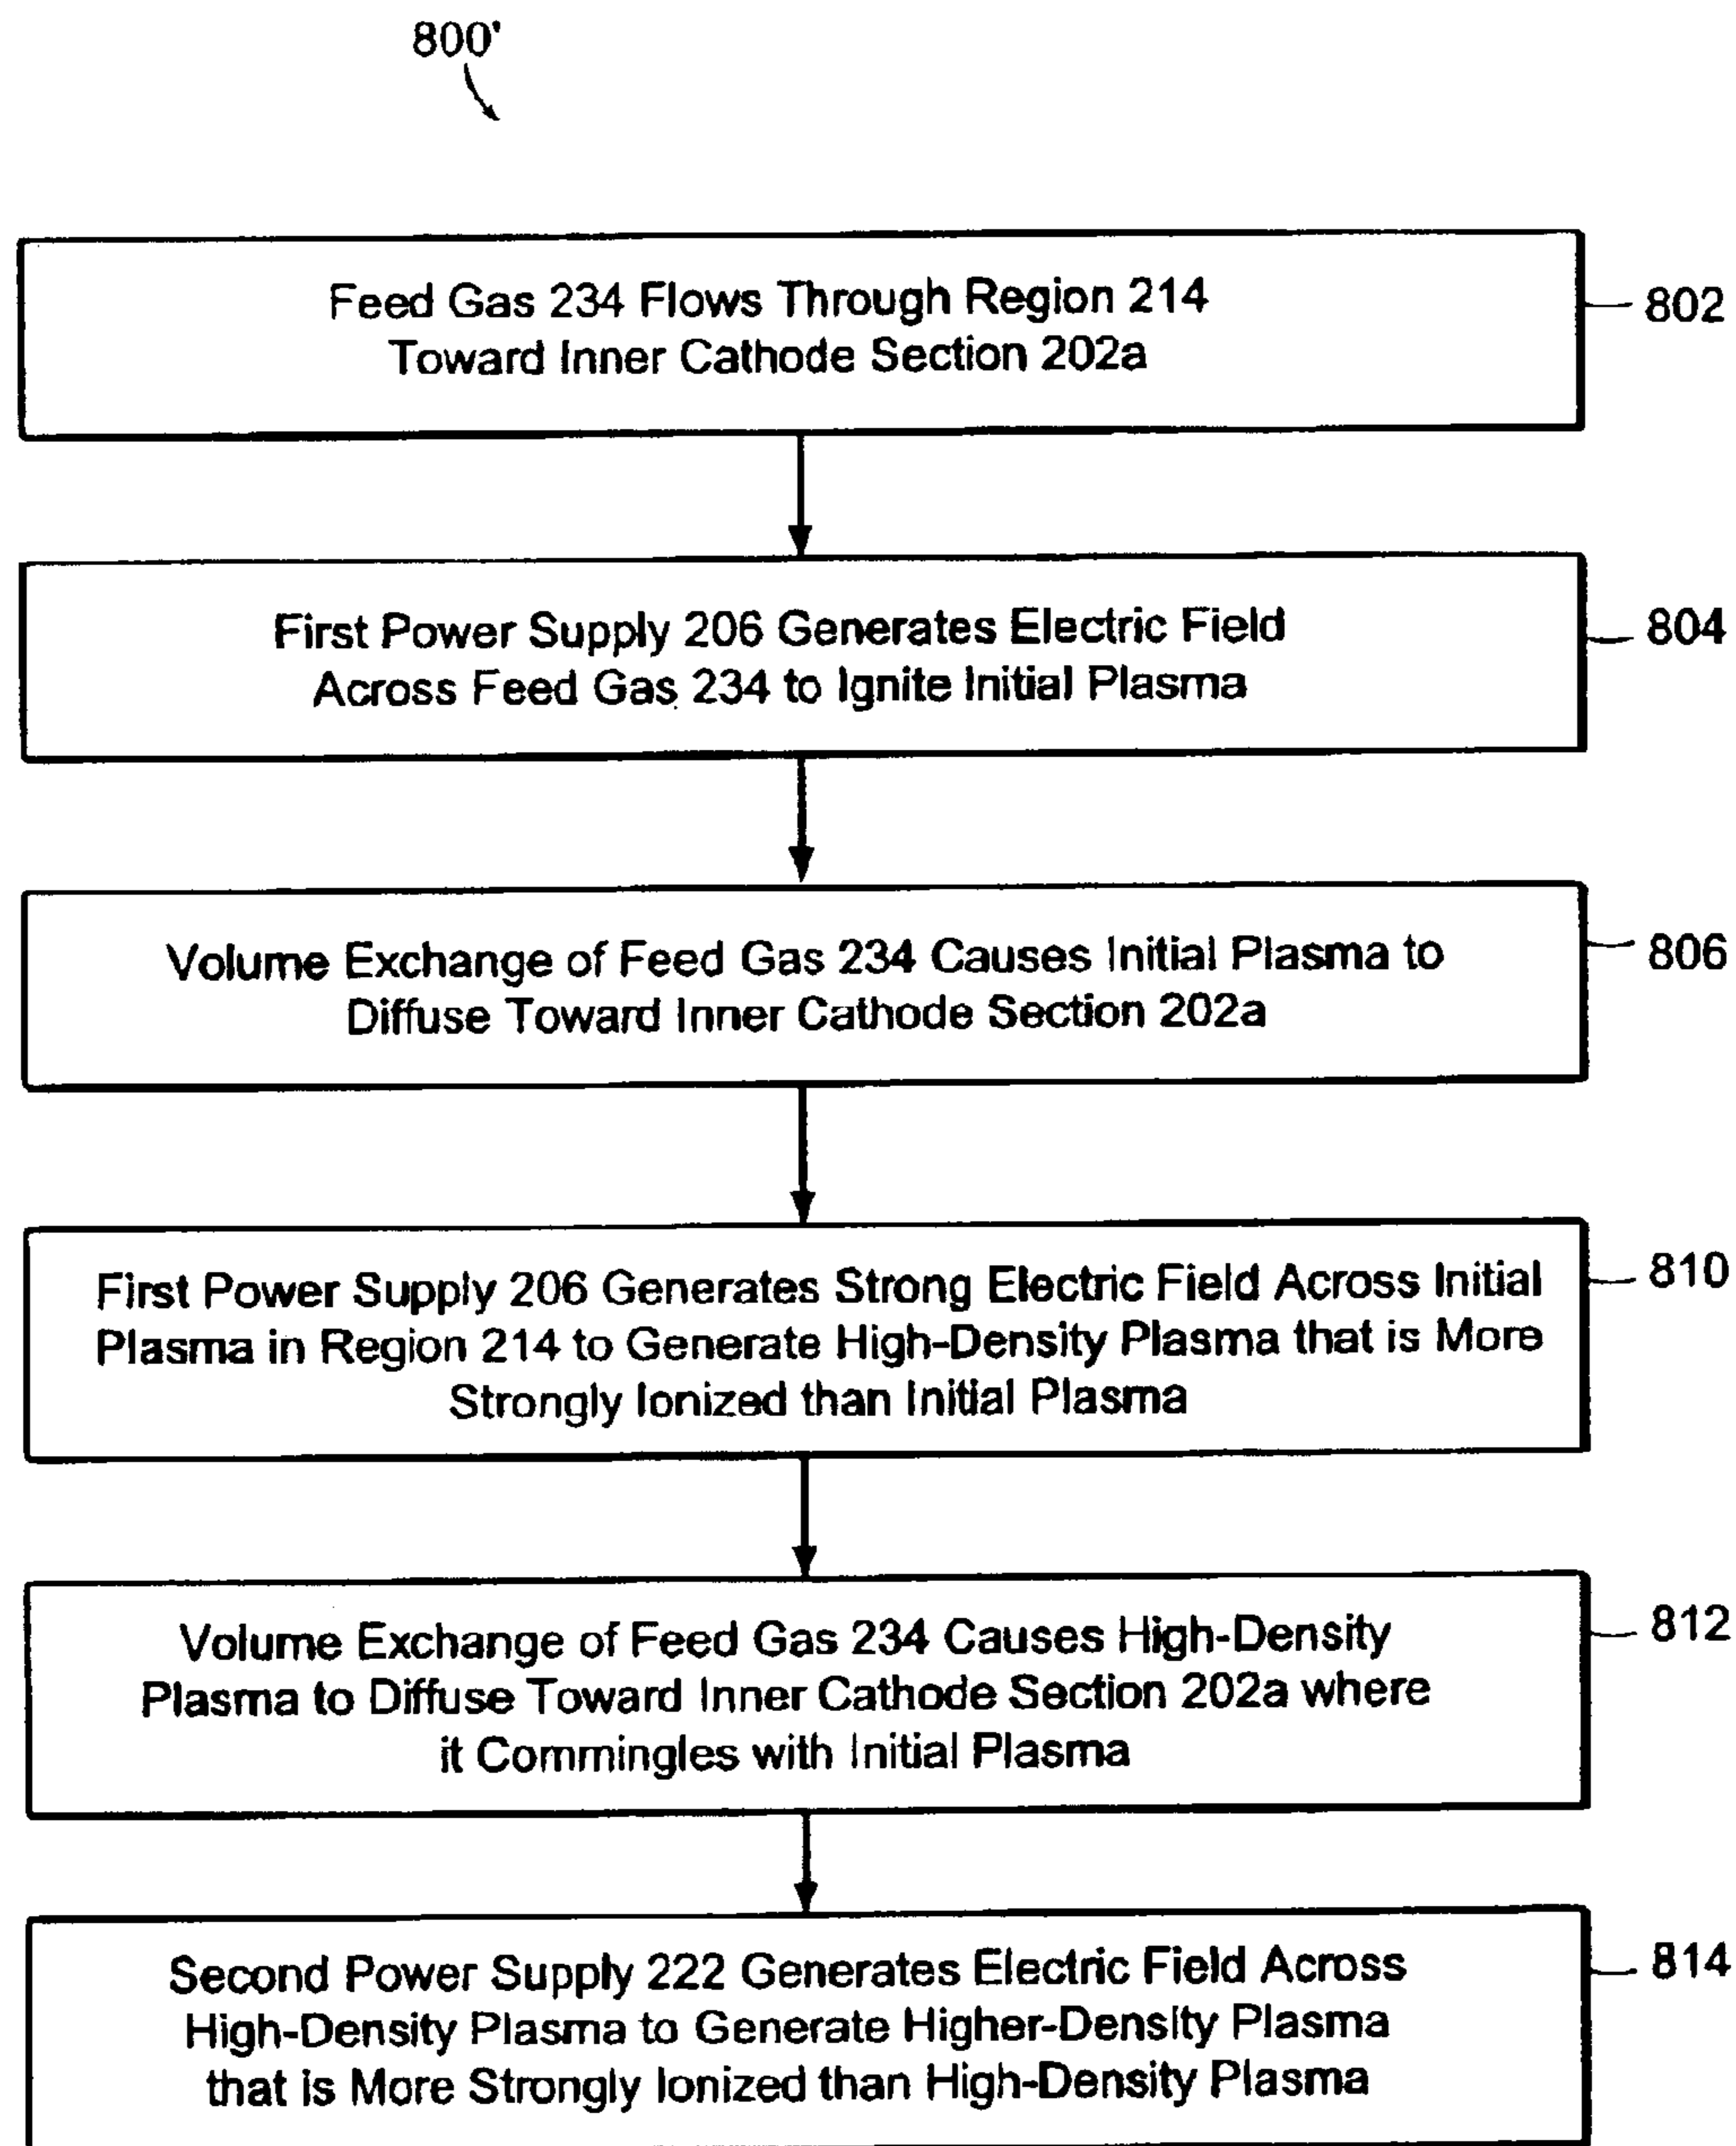 800'
Feed Gas 234 Flows Through Region 214
Toward Inner Cathode Section 202a
802
First Power Supply 206 Generates Electric Field
Across Feed Gas 234 to Ignite Initial Plasma
804
Volume Exchange of Feed Gas 234 Causes Initial Plasma to
Diffuse Toward Inner Cathode Section 202a
806
First Power Supply 206 Generates Strong Electric Field Across Initial
Plasma in Region 214 to Generate High-Density Plasma that is More
Strongly Ionized than Initial Plasma
810
Volume Exchange of Feed Gas 234 Causes High-Density
Plasma to Diffuse Toward Inner Cathode Section 202a where
it Commingles with Initial Plasma
812
Second Power Supply 222 Generates Electric Field Across
High-Density Plasma to Generate Higher-Density Plasma
that is More Strongly Ionized than High-Density Plasma
814